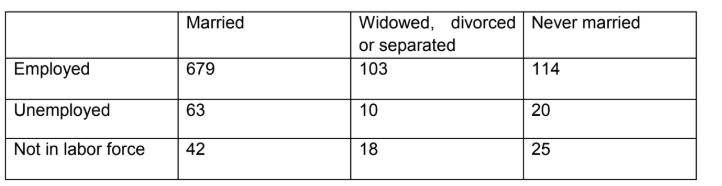 Married Widowed, divorced Never married
or separated
Employed 679 103 114
Unemployed 63 10 20
Not in labor force 42 18 25